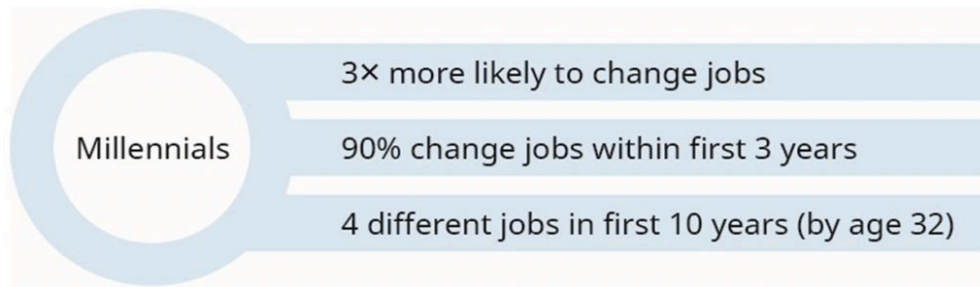 Millennials
3× more likely to change jobs
90% change jobs within first 3 years
4 different jobs in first 10 years (by age 32)